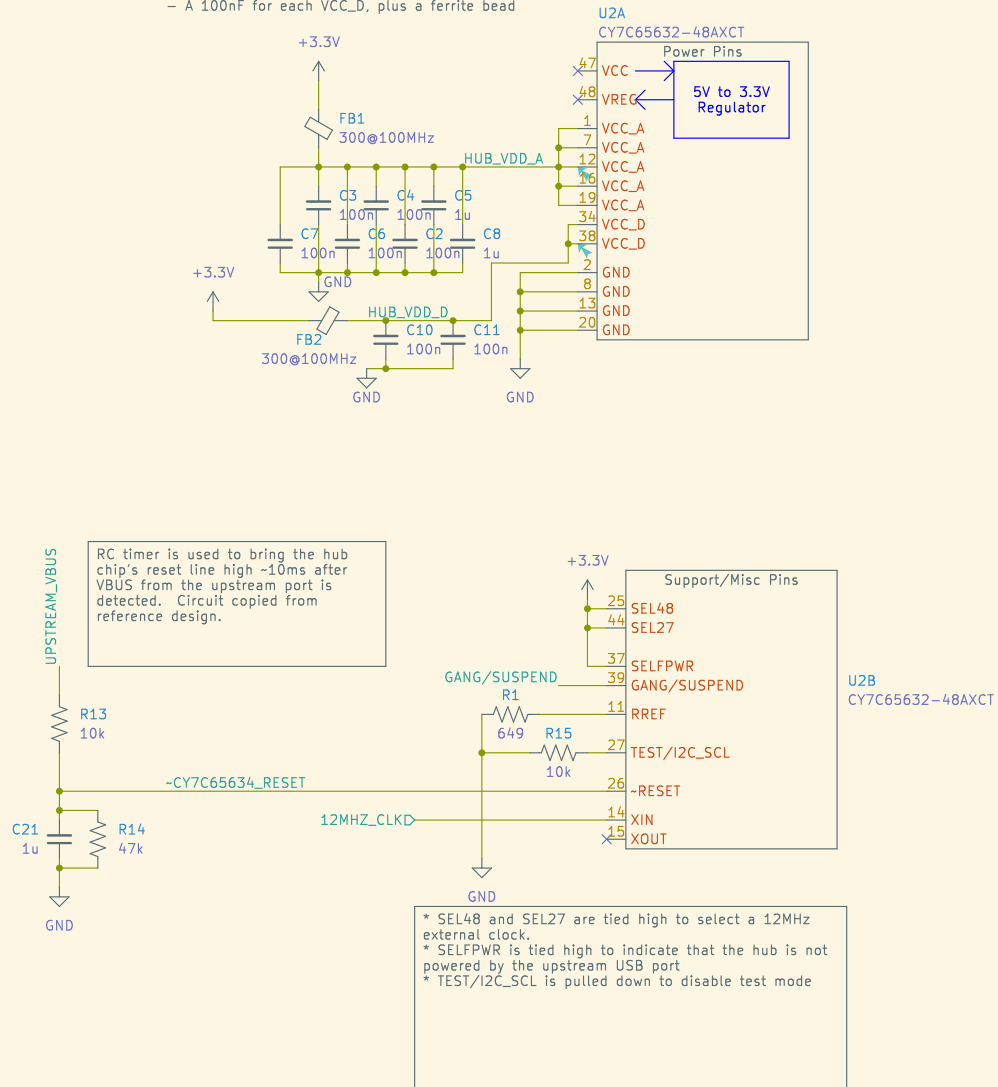 — A 100nF for each VCC_D, plus a ferrite bead
U2A
CY7C65632-48AXCT
Power Pins
+3.3V
47
VCC
48
VREG
5V to 3.3V
Regulator
FB1
300@100MHz
1
VCC_A
7
VCC_A
HUB_VDD_A
12
VCC_A
16
VCC_A
19
VCC_A
34
VCC_D
38
VCC_D
2
GND
8
GND
13
GND
20
GND
C3
100n
C4
100n
C5
1u
C7
100n
C6
100n
C2
100n
C8
1u
GND
+3.3V
HUB_VDD_D
FB2
300@100MHz
C10
100n
C11
100n
GND
GND
UPSTREAM_VBUS
RC timer is used to bring the hub
chip's reset line high ~10ms after
VBUS from the upstream port is
detected.  Circuit copied from
reference design.
+3.3V
Support/Misc Pins
25
SEL48
44
SEL27
37
SELFPWR
GANG/SUSPEND
39
GANG/SUSPEND
U2B
CY7C65632-48AXCT
R1
649
11
RREF
R15
10k
27
TEST/I2C_SCL
R13
10k
~CY7C65634_RESET
26
~RESET
12MHZ_CLK
14
XIN
15
XOUT
C21
1u
R14
47k
GND
GND
* SEL48 and SEL27 are tied high to select a 12MHz
external clock.
* SELFPWR is tied high to indicate that the hub is not
powered by the upstream USB port
* TEST/I2C_SCL is pulled down to disable test mode